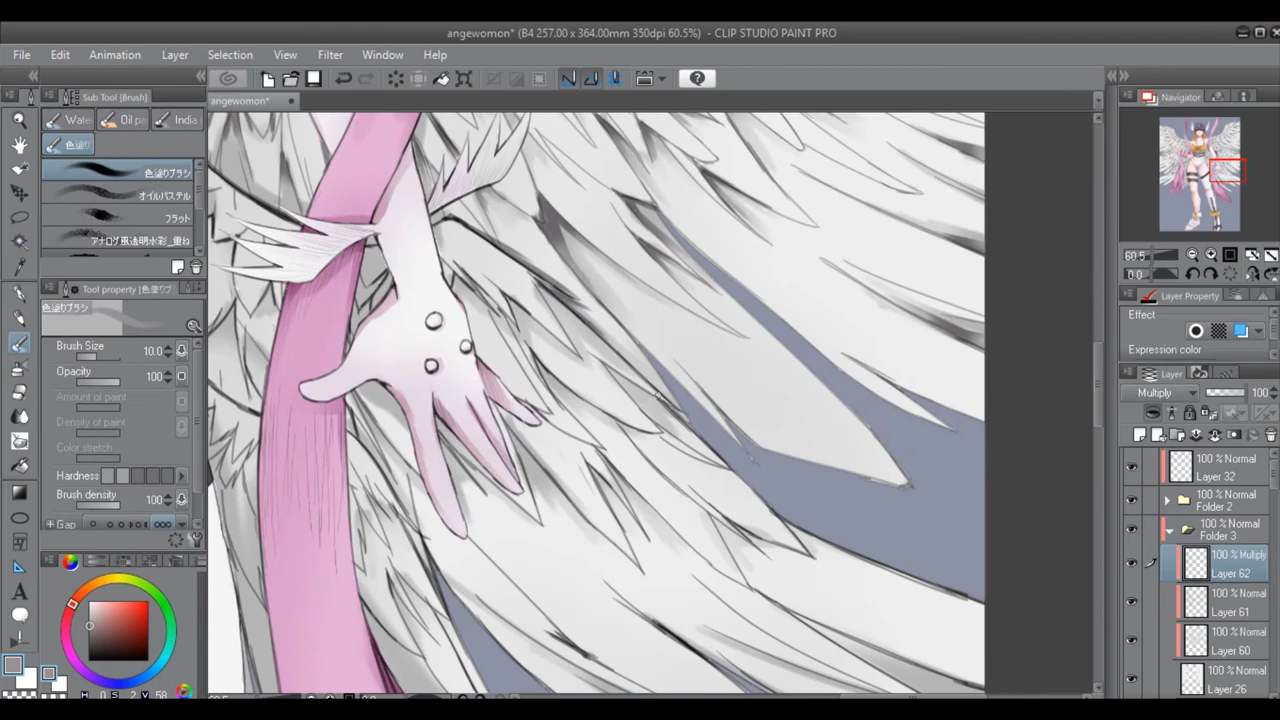 angewomon* (B4 257.00 x 364.00mm 350dpi 60.5%) - CLIP STUDIO PAINT PRO
File Edit Animation Layer Selection View Filter Window Help
Sub Tool [Brush]
angewomon*
Navigator
Oil pa
India
色塗り
色塗りブラシ
オイルパステル
フラット
アナログ風透明水彩_重ね
60.5
0.0
Tool property [色塗りブ
色塗りブラシ
Layer Property
Effect
Expression color
Brush Size 10.0
Opacity 100
Amount of paint
Density of paint
Color stretch
Hardness
Brush density 100
Gap
Layer
Multiply 100
100 % Normal
Layer 32
100 % Normal
Folder 2
100 % Normal
Folder 3
100 % Multiply
Layer 62
100 % Normal
Layer 61
100 % Normal
Layer 60
100 % Normal
Layer 26
H 0 S 2 V 58